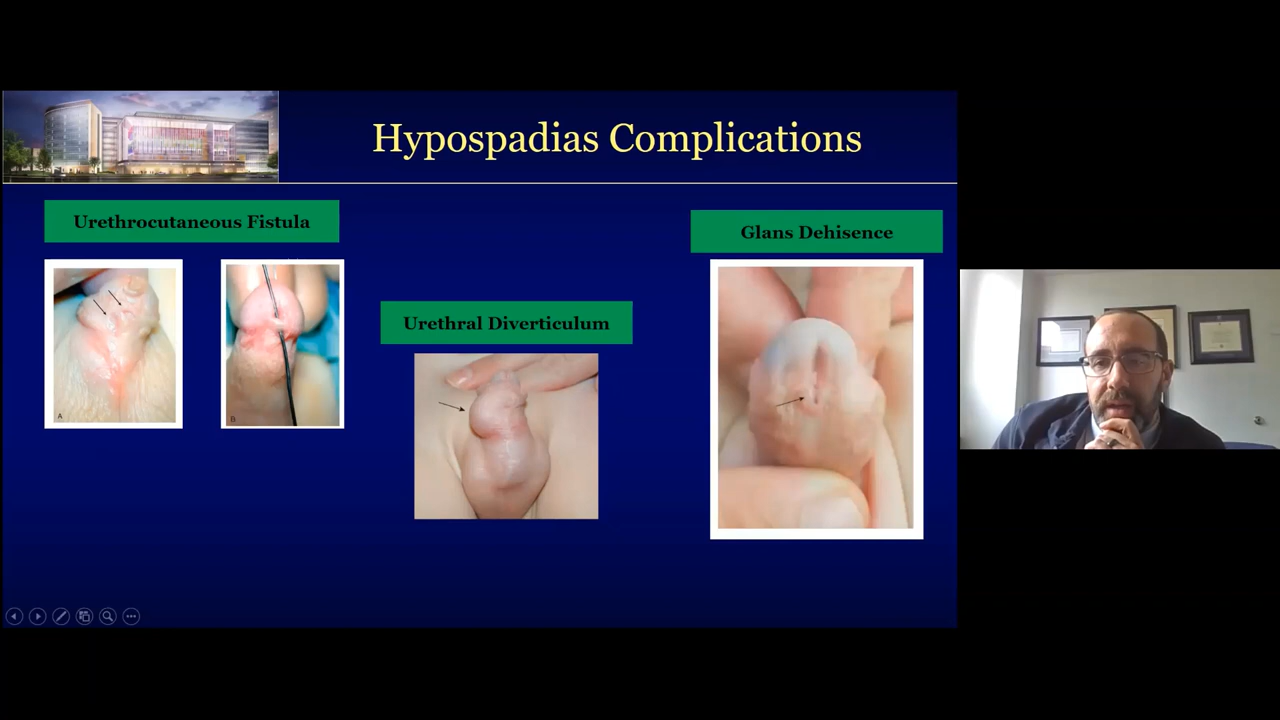 Hypospadias Complications
Urethrocutaneous Fistula
Glans Dehisence
Urethral Diverticulum
A
B